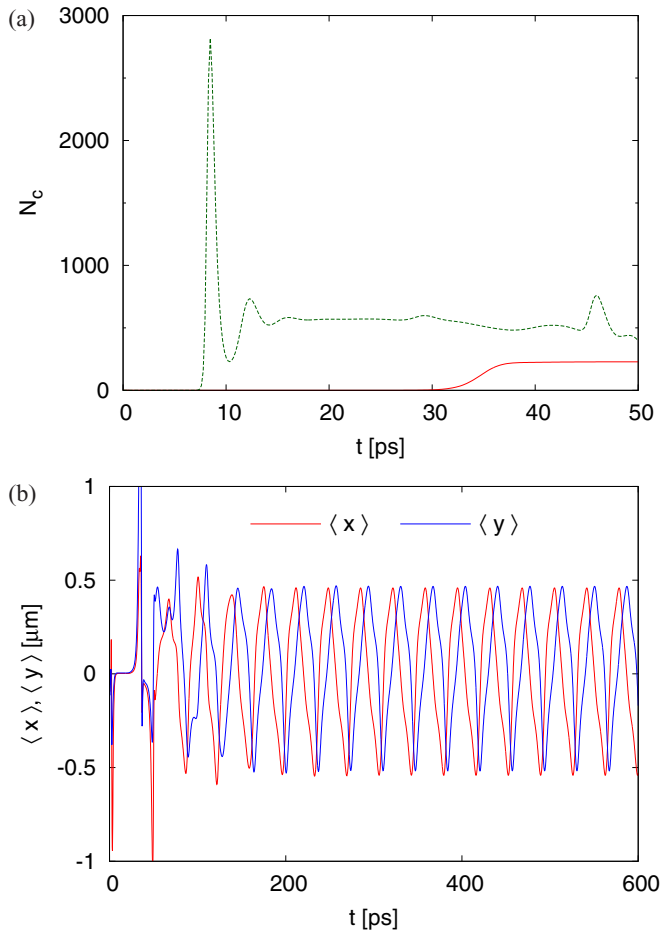 (a)
3000
2000
1000
0
N_c
0 10 20 30 40 50
t [ps]
(b)
1
0.5
0
-0.5
-1
⟨ x ⟩, ⟨ y ⟩ [µm]
⟨ x ⟩ ⟨ y ⟩
0 200 400 600
t [ps]